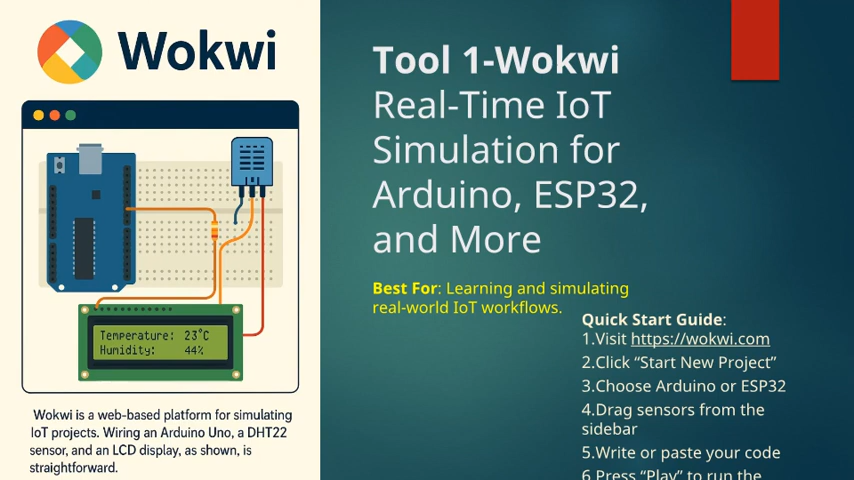 Wokwi
Temperature: 23°C
Humidity: 44%
Wokwi is a web-based platform for simulating
IoT projects. Wiring an Arduino Uno, a DHT22
sensor, and an LCD display, as shown, is
straightforward.
Tool 1-Wokwi
Real-Time IoT
Simulation for
Arduino, ESP32,
and More
Best For: Learning and simulating
real-world IoT workflows.
Quick Start Guide:
1.Visit https://wokwi.com
2.Click “Start New Project”
3.Choose Arduino or ESP32
4.Drag sensors from the
sidebar
5.Write or paste your code
6.Press “Play” to run the